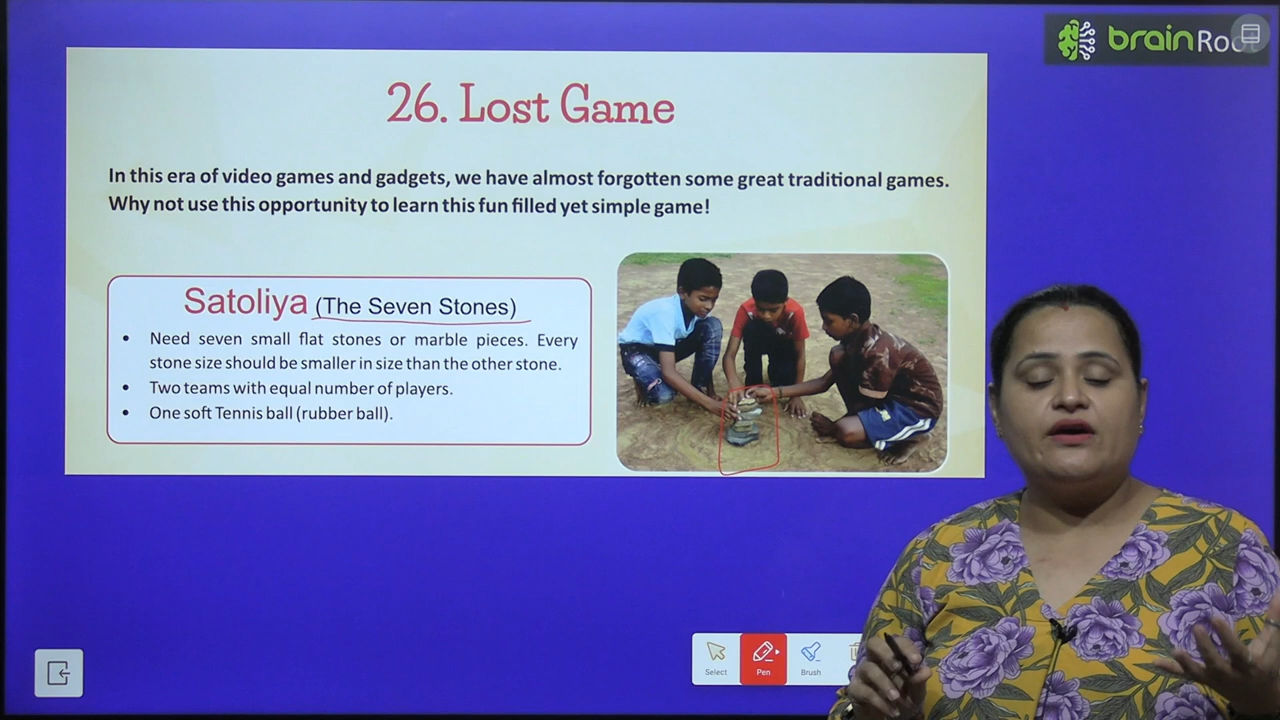 brainRoot
26. Lost Game
In this era of video games and gadgets, we have almost forgotten some great traditional games.
Why not use this opportunity to learn this fun filled yet simple game!
Satoliya (The Seven Stones)
• Need seven small flat stones or marble pieces. Every
stone size should be smaller in size than the other stone.
• Two teams with equal number of players.
• One soft Tennis ball (rubber ball).
Select Pen Brush